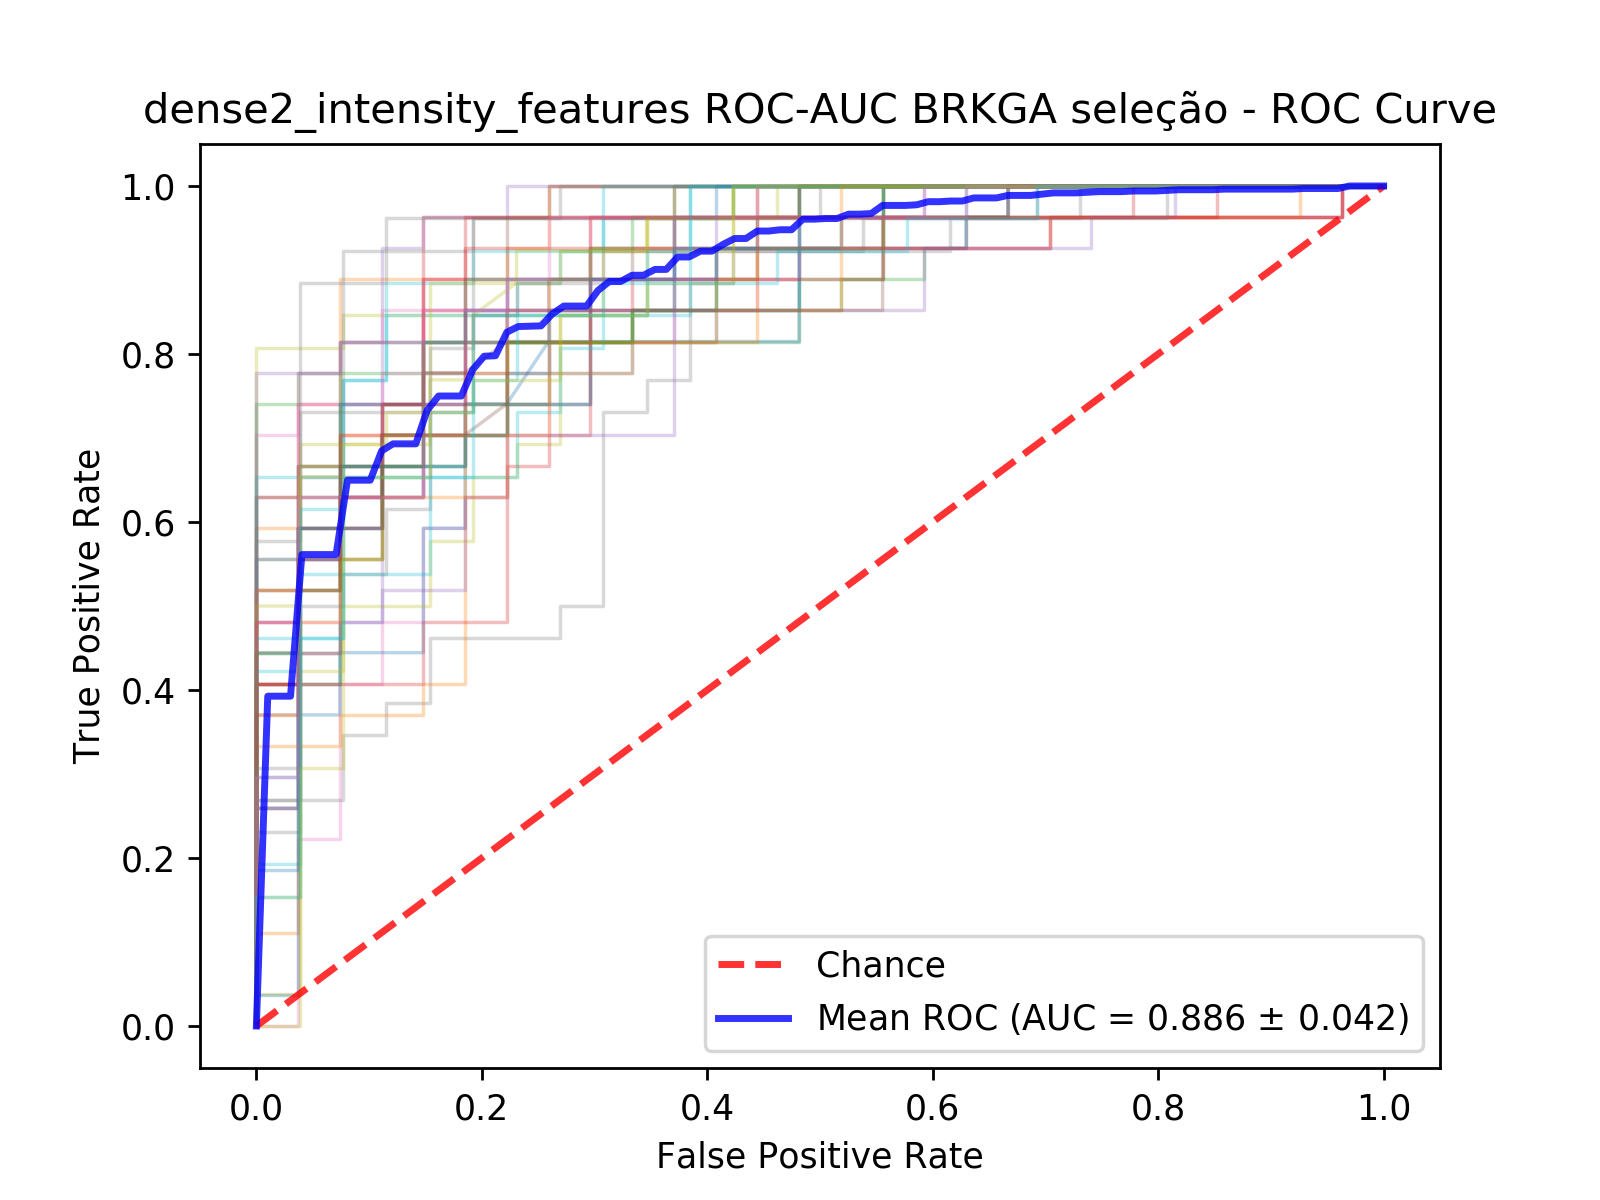 dense2_intensity_features ROC-AUC BRKGA seleção - ROC Curve
1.0
0.8
0.6
0.4
0.2
0.0
True Positive Rate
Chance
Mean ROC (AUC = 0.886 ± 0.042)
0.0 0.2 0.4 0.6 0.8 1.0
False Positive Rate